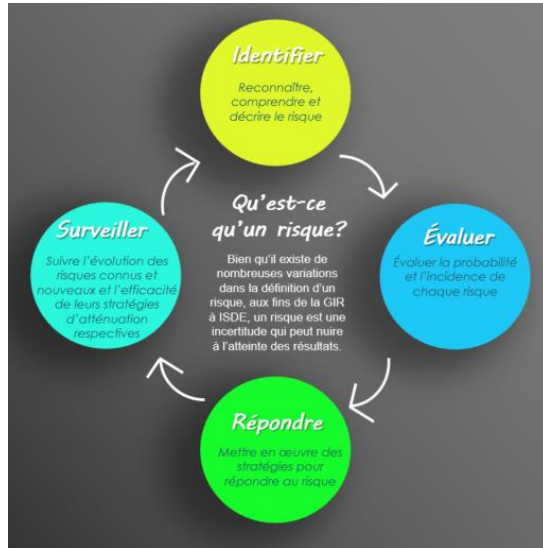 Identifier
Reconnaître,
comprendre et
décrire le risque
Qu'est-ce
qu'un risque?
Bien qu'il existe de
nombreuses variations
dans la définition d'un
risque, aux fins de la GIR
à ISDE, un risque est une
incertitude qui peut nuire
à l'atteinte des résultats.
Évaluer
Évaluer la probabilité
et l'incidence de
chaque risque
Répondre
Mettre en œuvre des
stratégies pour
répondre au risque
Surveiller
Suivre l'évolution des
risques connus et
nouveaux et l'efficacité
de leurs stratégies
d'atténuation
respectives